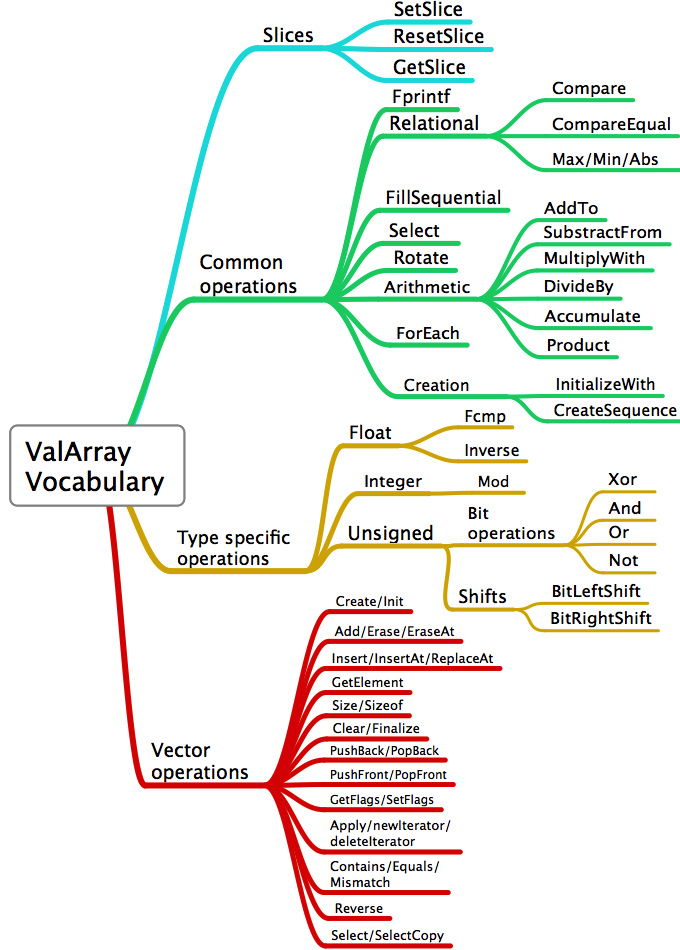 ValArray
Vocabulary
Slices
SetSlice
ResetSlice
GetSlice
Common
operations
Fprintf
Relational
Compare
CompareEqual
Max/Min/Abs
FillSequential
Select
Rotate
Arithmetic
AddTo
SubstractFrom
MultiplyWith
DivideBy
Accumulate
Product
ForEach
Creation
InitializeWith
CreateSequence
Type specific
operations
Float
Fcmp
Inverse
Integer
Mod
Unsigned
Bit
operations
Xor
And
Or
Not
Shifts
BitLeftShift
BitRightShift
Vector
operations
Create/Init
Add/Erase/EraseAt
Insert/InsertAt/ReplaceAt
GetElement
Size/Sizeof
Clear/Finalize
PushBack/PopBack
PushFront/PopFront
GetFlags/SetFlags
Apply/newIterator/
deleteIterator
Contains/Equals/
Mismatch
Reverse
Select/SelectCopy